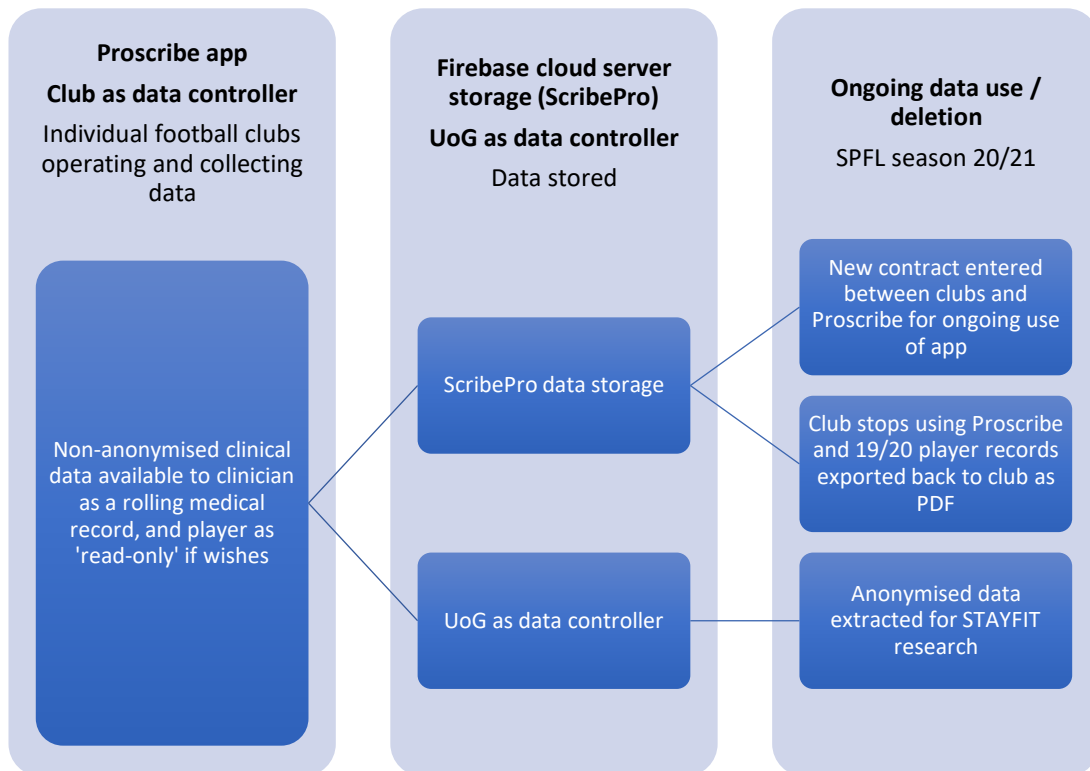 Proscribe app
Club as data controller
Individual football clubs
operating and collecting
data
Non-anonymised clinical
data available to clinician
as a rolling medical
record, and player as
'read-only' if wishes
Firebase cloud server
storage (ScribePro)
UoG as data controller
Data stored
ScribePro data storage
UoG as data controller
Ongoing data use /
deletion
SPFL season 20/21
New contract entered
between clubs and
Proscribe for ongoing use
of app
Club stops using Proscribe
and 19/20 player records
exported back to club as
PDF
Anonymised data
extracted for STAYFIT
research